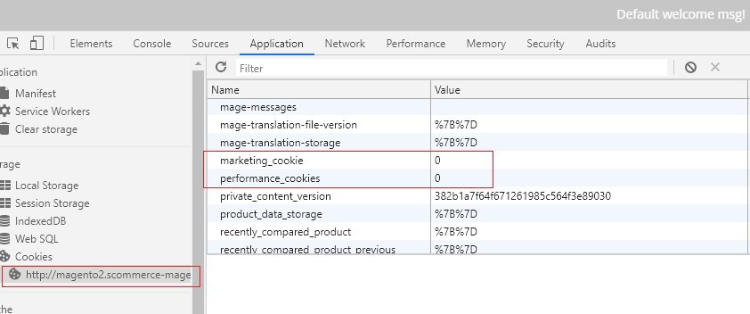 Default welcome msg!
Elements Console Sources Application Network Performance Memory Security Audits
plication
Manifest
Service Workers
Clear storage
rage
Local Storage
Session Storage
IndexedDB
Web SQL
Cookies
http://magento2.scommerce-mage
che
Filter
Name Value
mage-messages
mage-translation-file-version %7B%7D
mage-translation-storage %7B%7D
marketing_cookie 0
performance_cookies 0
private_content_version 382b1a7f64f671261985c564f3e89030
product_data_storage %7B%7D
recently_compared_product %7B%7D
recently_compared_product_previous %7B%7D